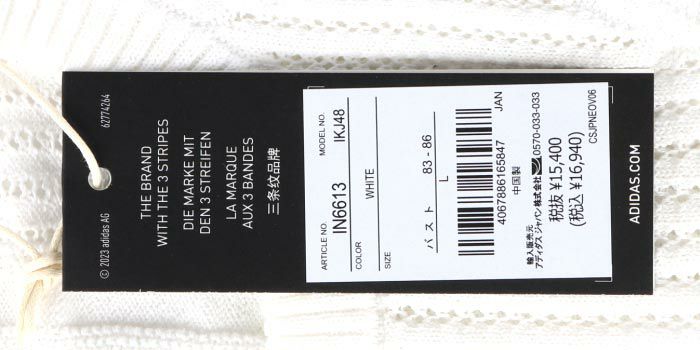 62774264
THE BRAND
WITH THE 3 STRIPES
DIE MARKE MIT
DEN 3 STREIFEN
LA MARQUE
AUX 3 BANDES
三条纹品牌
© 2023 adidas AG
ARTICLE NO. MODEL NO.
IN6613 IKJ48
COLOR
WHITE
SIZE
バスト 83 - 86
L
JAN
4067886165847
中国製
輸入販売元
アディダス ジャパン株式会社 0570-033-033
税抜 ¥15,400
(税込 ¥16,940)
CSJPNEOV06
ADIDAS.COM